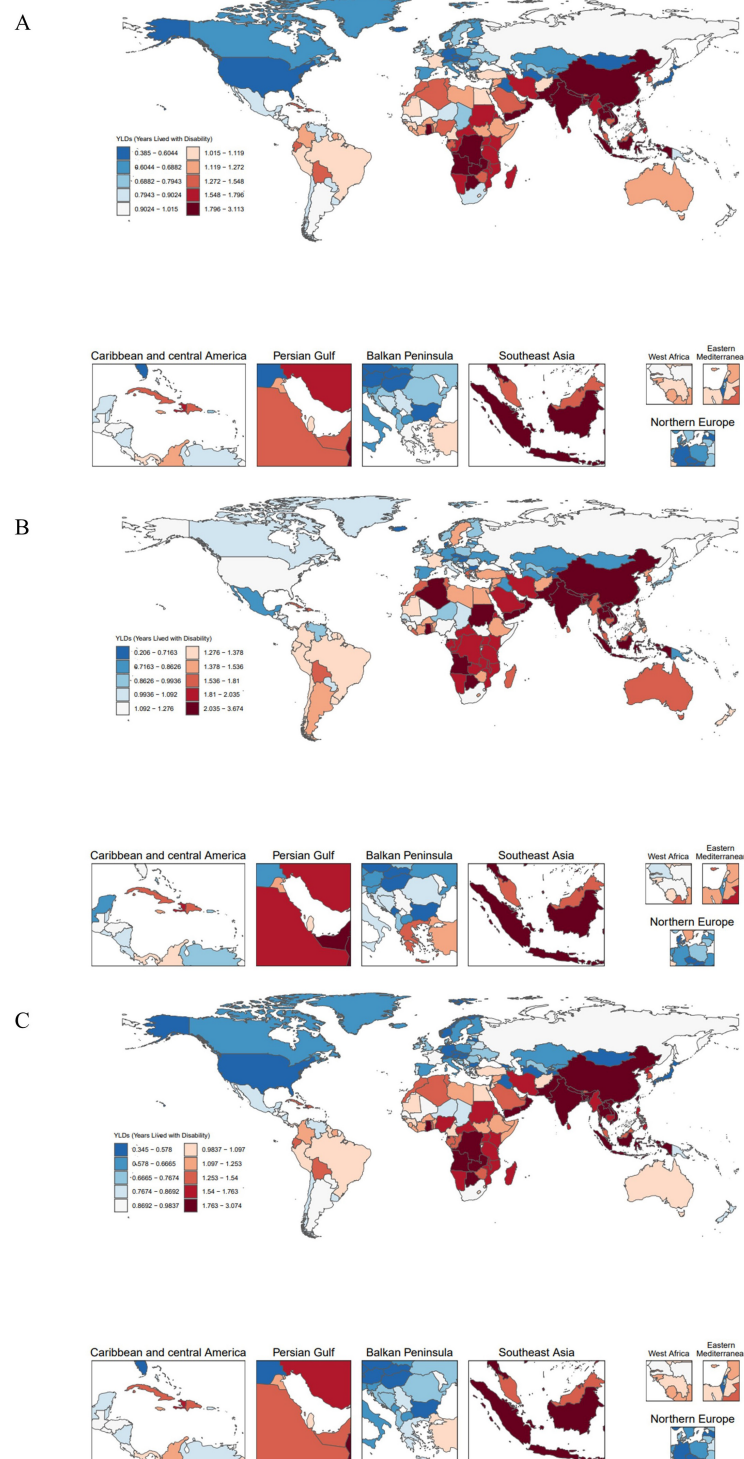 A
YLDs (Years Lived with Disability)
0.385 − 0.6044 1.015 − 1.119
0.6044 − 0.6882 1.119 − 1.272
0.6882 − 0.7943 1.272 − 1.548
0.7943 − 0.9024 1.548 − 1.796
0.9024 − 1.015 1.796 − 3.113
Caribbean and central America Persian Gulf Balkan Peninsula Southeast Asia West Africa Eastern Mediterranean
Northern Europe
B
YLDs (Years Lived with Disability)
0.206 − 0.7163 1.276 − 1.378
0.7163 − 0.8626 1.378 − 1.536
0.8626 − 0.9936 1.536 − 1.81
0.9936 − 1.092 1.81 − 2.035
1.092 − 1.276 2.035 − 3.674
Caribbean and central America Persian Gulf Balkan Peninsula Southeast Asia West Africa Eastern Mediterranean
Northern Europe
C
YLDs (Years Lived with Disability)
0.345 − 0.578 0.9837 − 1.097
0.578 − 0.6665 1.097 − 1.253
0.6665 − 0.7674 1.253 − 1.54
0.7674 − 0.8692 1.54 − 1.763
0.8692 − 0.9837 1.763 − 3.074
Caribbean and central America Persian Gulf Balkan Peninsula Southeast Asia West Africa Eastern Mediterranean
Northern Europe